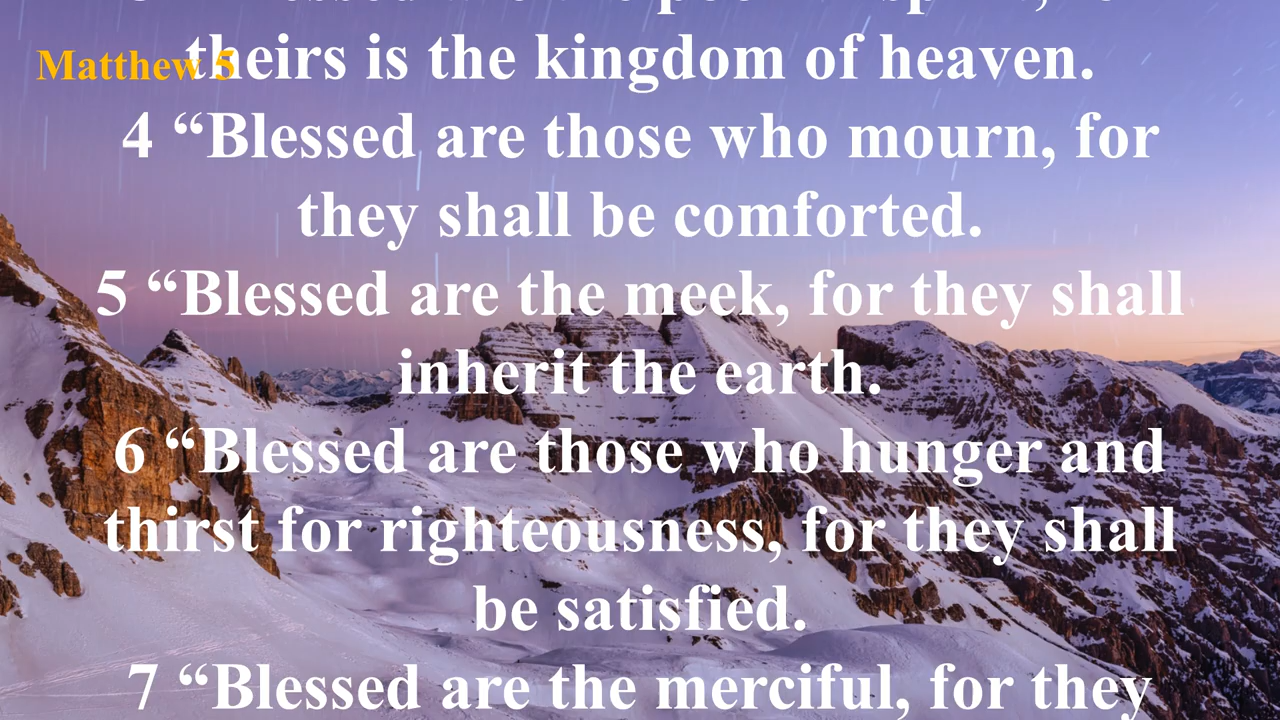 Matthew 5
theirs is the kingdom of heaven.
4 “Blessed are those who mourn, for
they shall be comforted.
5 “Blessed are the meek, for they shall
inherit the earth.
6 “Blessed are those who hunger and
thirst for righteousness, for they shall
be satisfied.
7 “Blessed are the merciful, for they